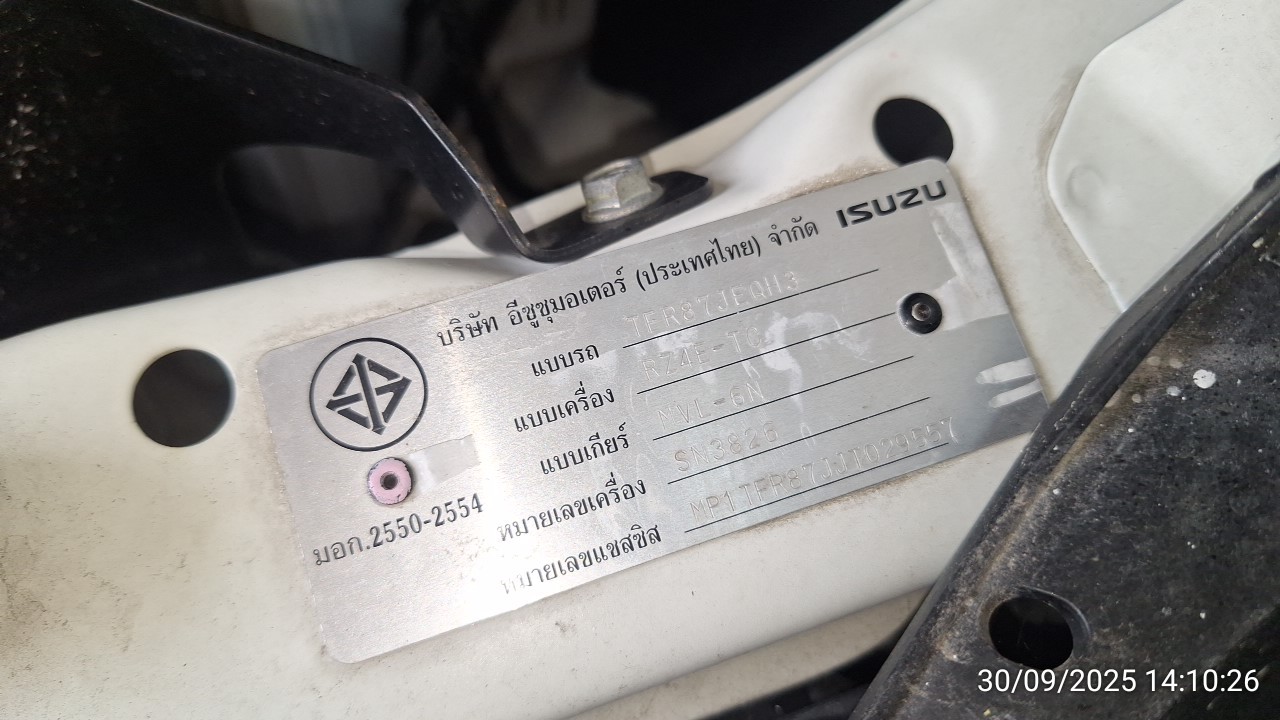 ISUZU
บริษัท อีซูซุมอเตอร์ (ประเทศไทย) จำกัด
แบบรถ TFR87JEQH3
แบบเครื่อง RZ4E-TC
แบบเกียร์ MVL-6N
หมายเลขเครื่อง SN3826
หมายเลขแชสซิส
มอก.2550-2554
30/09/2025 14:10:26